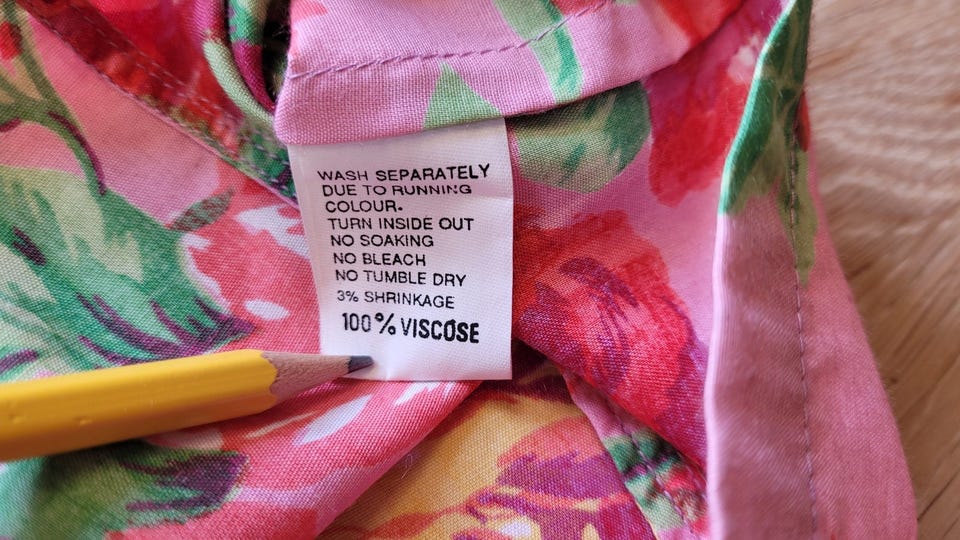 WASH SEPARATELY
DUE TO RUNNING
COLOUR.
TURN INSIDE OUT
NO SOAKING
NO BLEACH
NO TUMBLE DRY
3% SHRINKAGE
100% VISCOSE